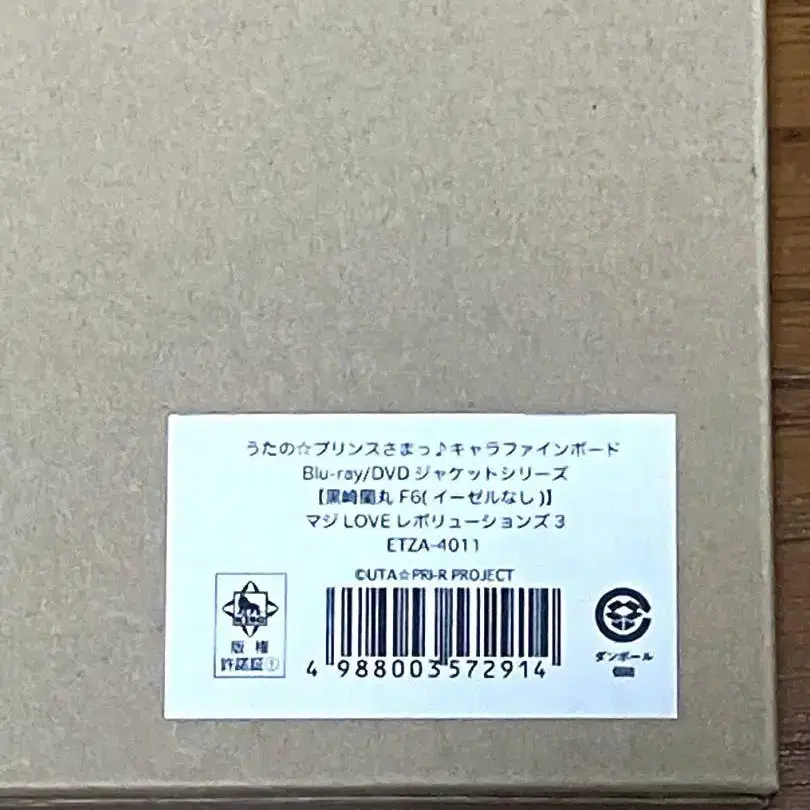 うたの☆プリンスさまっ♪キャラファインボード
Blu-ray/DVD ジャケットシリーズ
【黒崎蘭丸 F6( イーゼルなし )】
マジ LOVE レボリューションズ 3
ETZA-4011
©UTA☆PRI-R PROJECT
版権
許諾証①
4 988003 572914
ダンボール